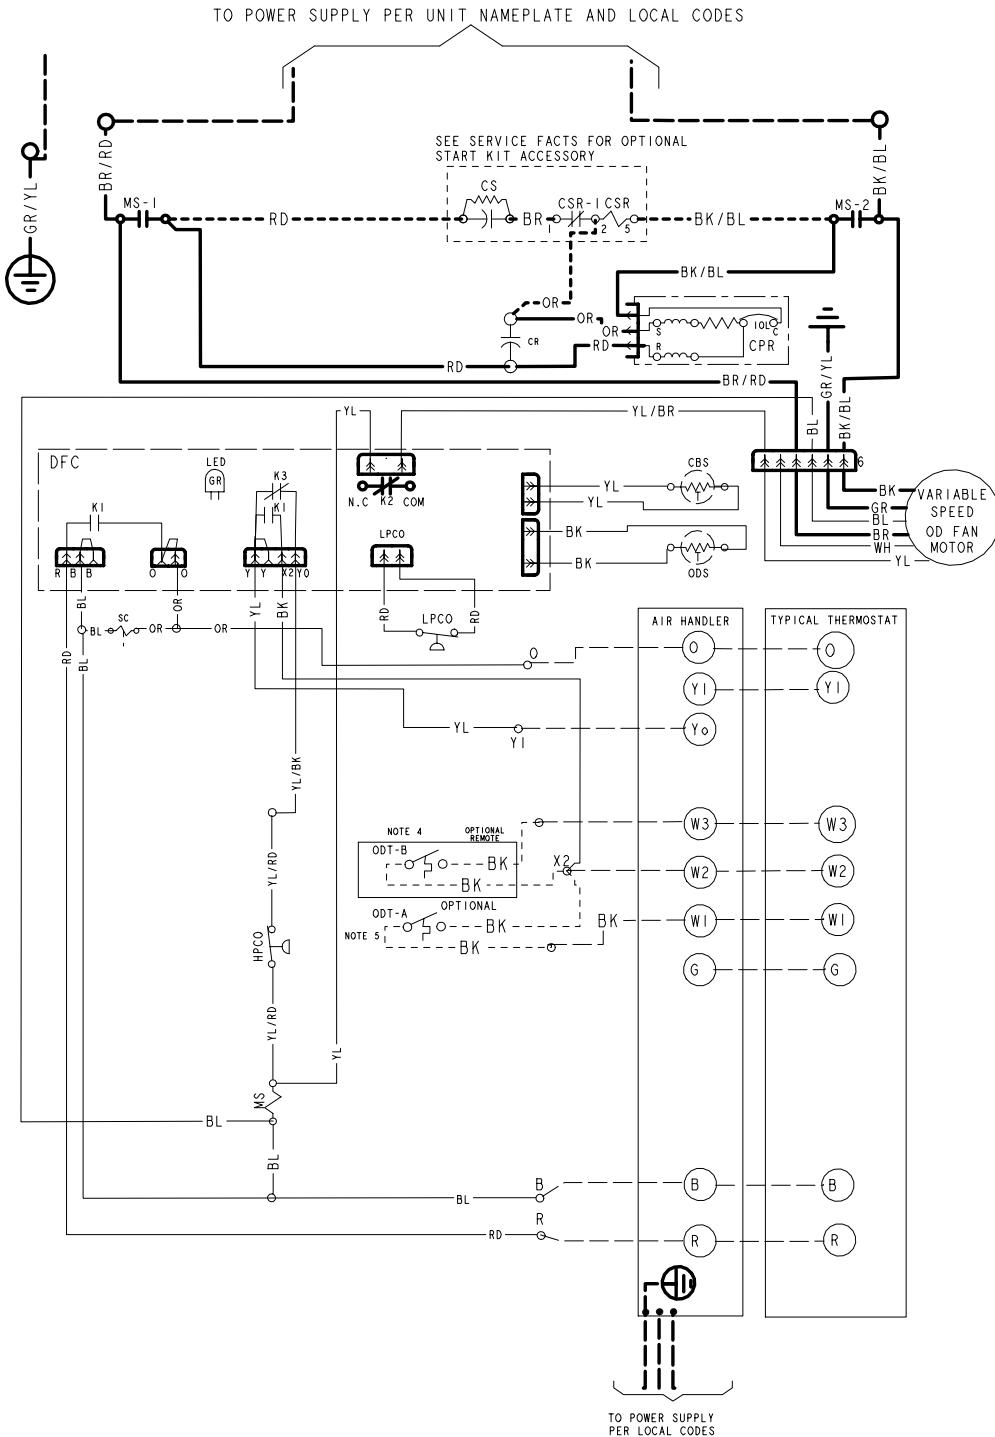 TO POWER SUPPLY PER UNIT NAMEPLATE AND LOCAL CODES
SEE SERVICE FACTS FOR OPTIONAL
START KIT ACCESSORY
BR/RD
BK/BL
GR/YL
MS-1
CS
CSR-1 CSR
MS-2
RD
BR
2
5
BK/BL
BK/BL
OR
OR
OR
S
IOL
C
CR
RD
R
CPR
RD
BR/RD
GR/YL
BL
BK/BL
YL
YL/BR
DFC
LED
GR
K3
K1
K1
N.C
K2
COM
LPCO
CBS
YL
YL
BK
BK
ODS
6
BK
GR
BL
BR
WH
YL
VARIABLE
SPEED
OD FAN
MOTOR
R
B
B
O
O
Y
Y
X2
YO
BL
OR
YL
BK
RD
RD
SC
BL
OR
OR
LPCO
RD
BL
AIR HANDLER
TYPICAL THERMOSTAT
O
O
O
Y1
Y1
YL
Y1
Yo
YL/BK
NOTE 4
OPTIONAL
REMOTE
W3
W3
ODT-B
BK
BK
X2
W2
W2
YL/RD
OPTIONAL
ODT-A
BK
BK
W1
W1
NOTE 5
BK
HPCO
G
G
YL/RD
YL
MS
BL
BL
B
BL
B
B
R
RD
R
R
TO POWER SUPPLY
PER LOCAL CODES